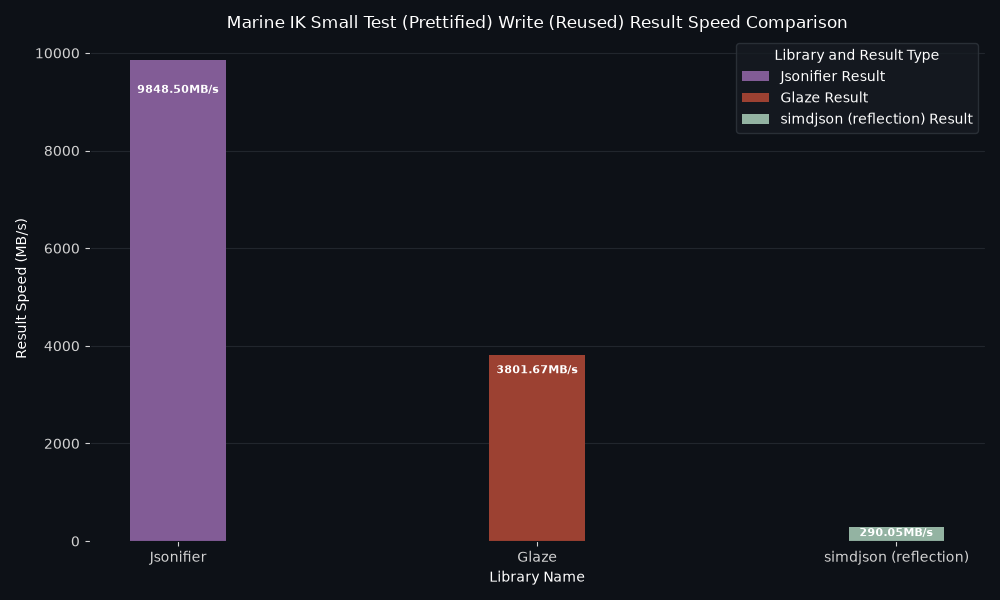 Marine IK Small Test (Prettified) Write (Reused) Result Speed Comparison
Library and Result Type
Jsonifier Result
Glaze Result
simdjson (reflection) Result
Result Speed (MB/s)
10000
8000
6000
4000
2000
0
9848.50MB/s
3801.67MB/s
290.05MB/s
Jsonifier
Glaze
simdjson (reflection)
Library Name